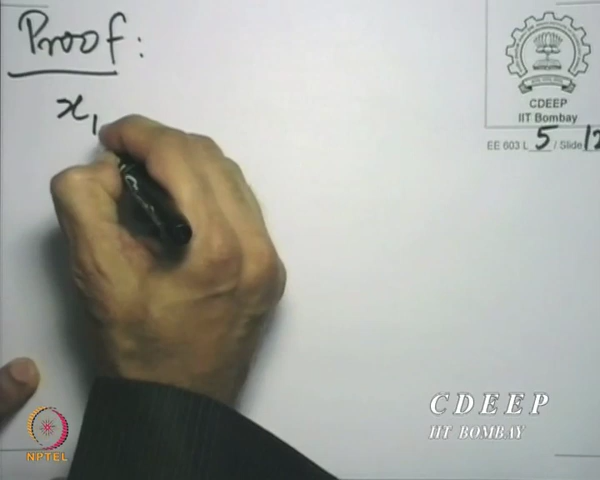 Proof:
x₁
CDEEP
IIT Bombay
EE 603 L 5 / Slide 12
CDEEP
IIT BOMBAY
NPTEL